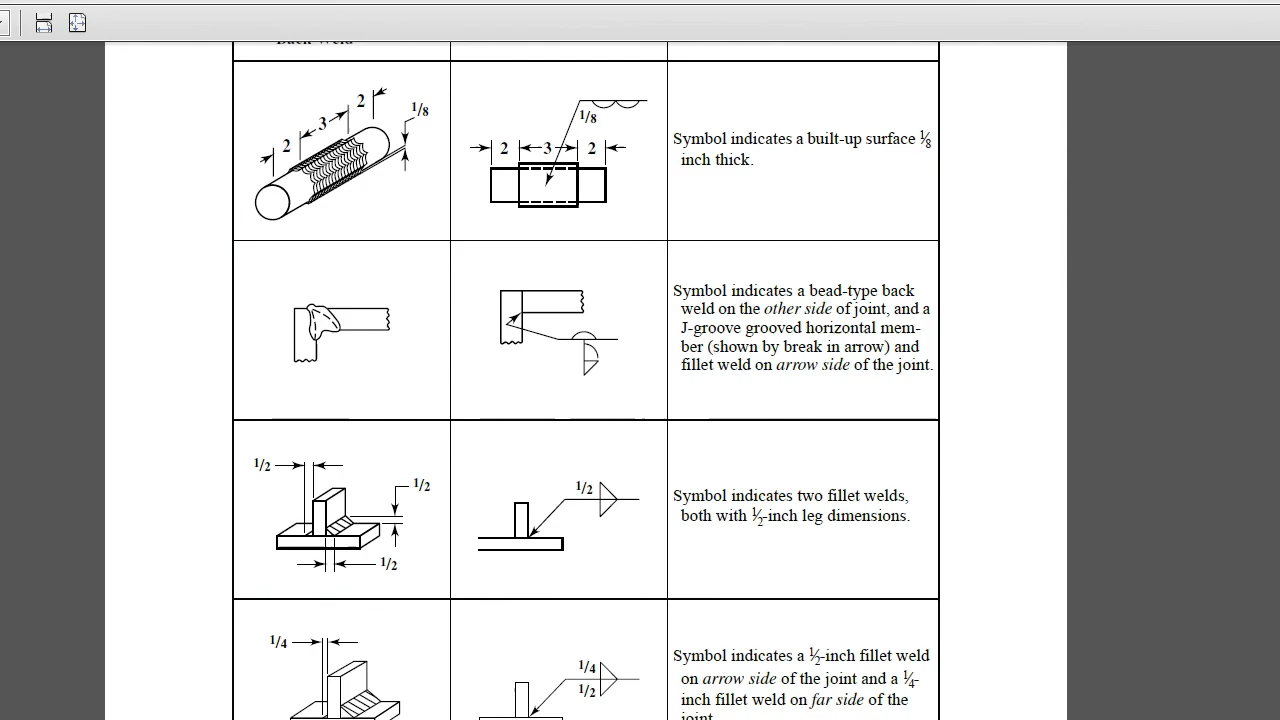 Back Weld
2
3
2
1/8
1/8
2
3
2
Symbol indicates a built-up surface ⅛
inch thick.
Symbol indicates a bead-type back
weld on the other side of joint, and a
J-groove grooved horizontal mem-
ber (shown by break in arrow) and
fillet weld on arrow side of the joint.
1/2
1/2
1/2
1/2
Symbol indicates two fillet welds,
both with ½-inch leg dimensions.
1/4
1/4
1/2
Symbol indicates a ½-inch fillet weld
on arrow side of the joint and a ¼-
inch fillet weld on far side of the
joint.